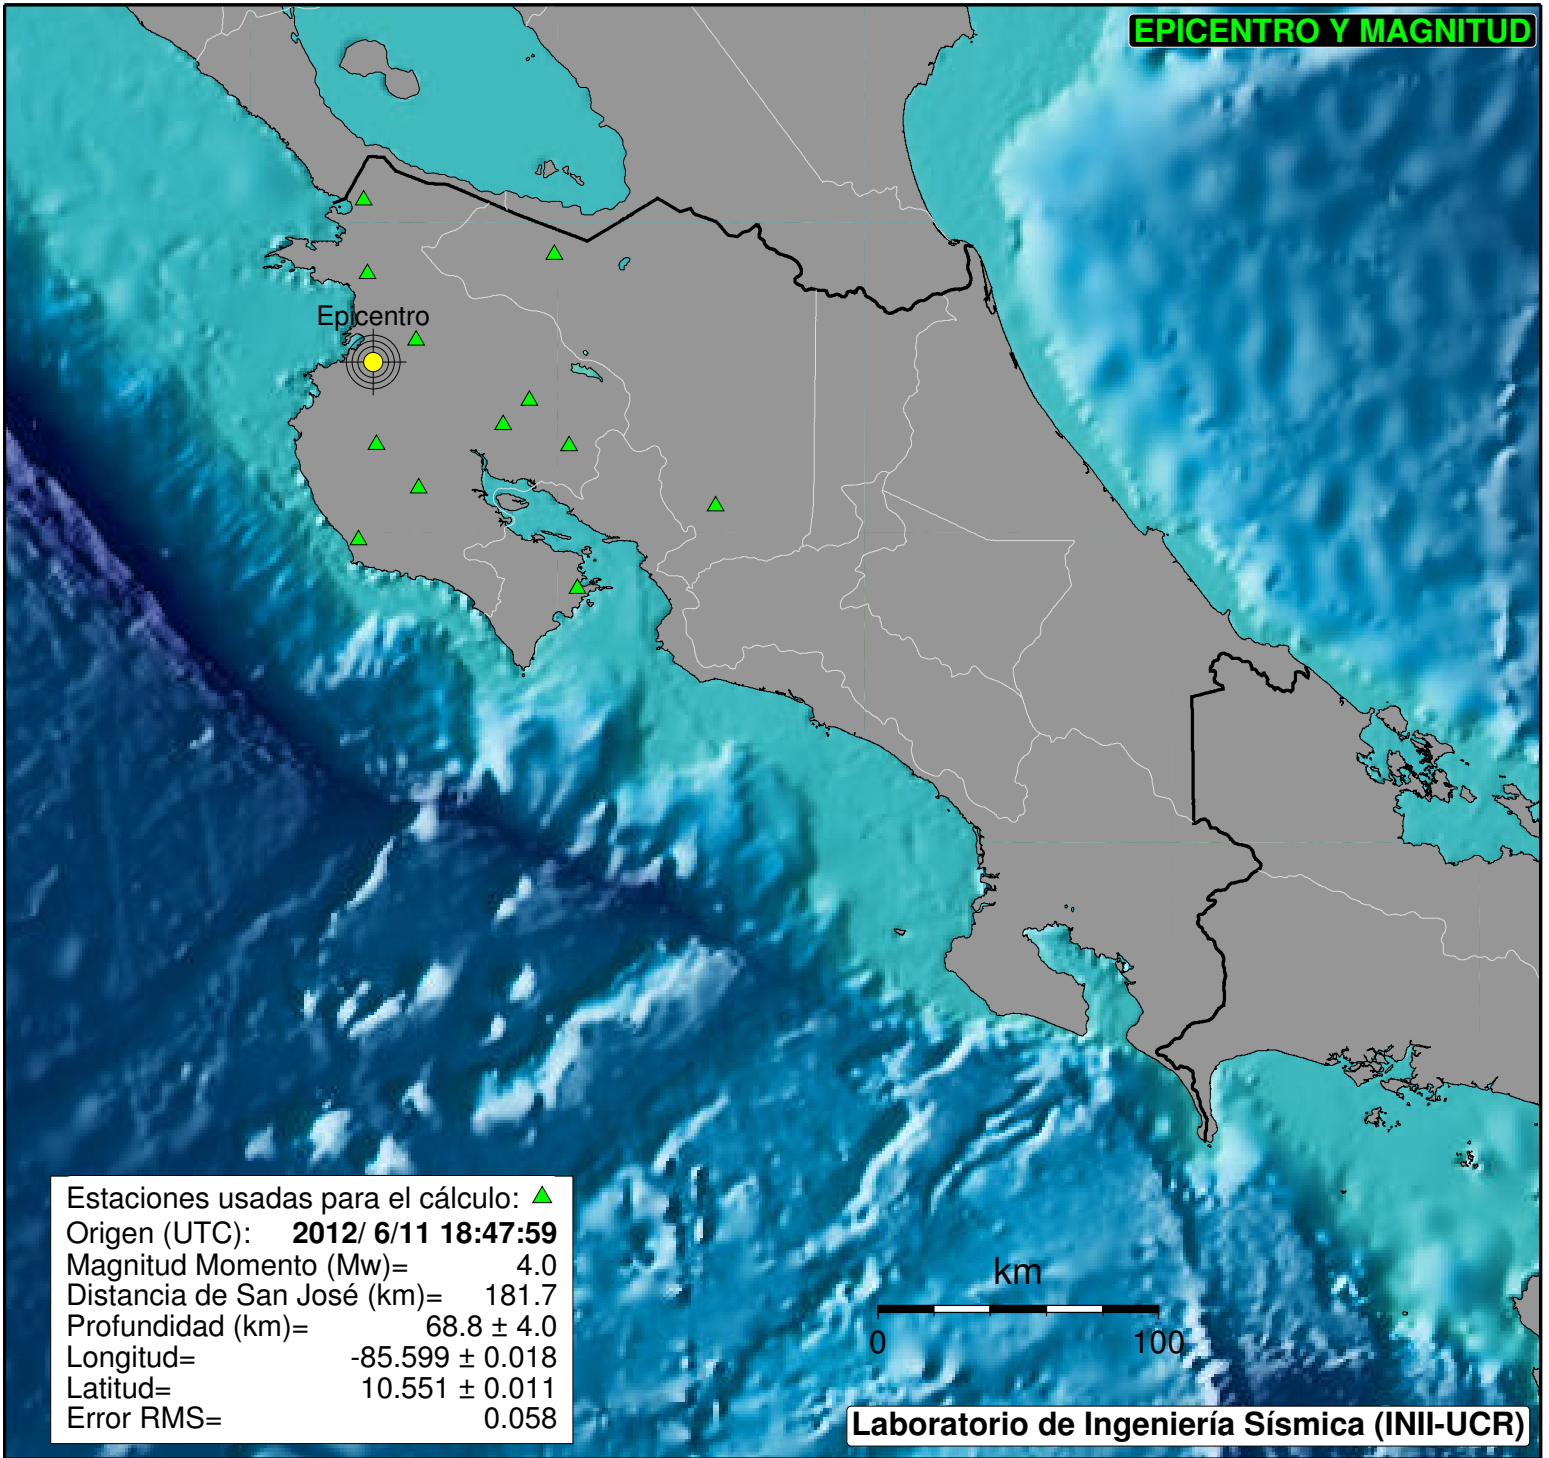 EPICENTRO Y MAGNITUD
Epicentro
Estaciones usadas para el cálculo:
Origen (UTC): 2012/ 6/11 18:47:59
Magnitud Momento (Mw)= 4.0
Distancia de San José (km)= 181.7
Profundidad (km)= 68.8 ± 4.0
Longitud= -85.599 ± 0.018
Latitud= 10.551 ± 0.011
Error RMS= 0.058
km
0 100
Laboratorio de Ingeniería Sísmica (INII-UCR)